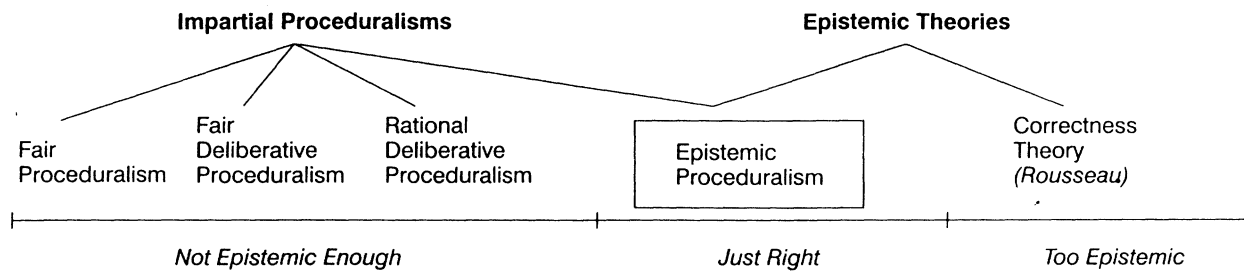 Impartial Proceduralisms
Epistemic Theories
Fair
Proceduralism
Fair
Deliberative
Proceduralism
Rational
Deliberative
Proceduralism
Epistemic
Proceduralism
Correctness
Theory
(Rousseau)
Not Epistemic Enough
Just Right
Too Epistemic